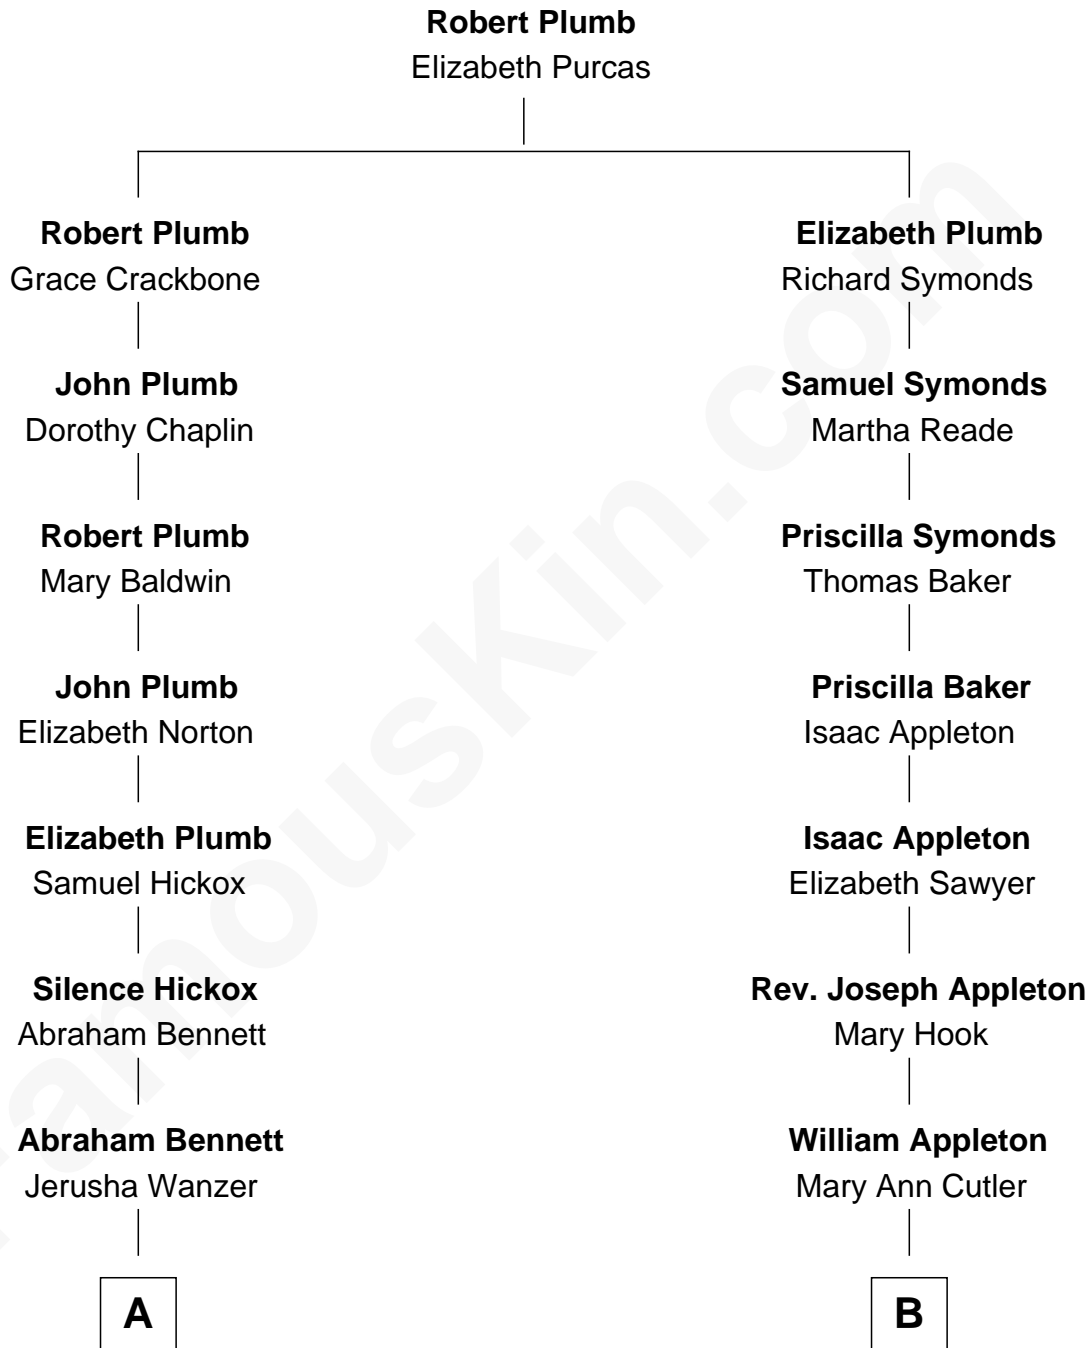 Robert Plumb
Elizabeth Purcas
Robert Plumb
Grace Crackbone
Elizabeth Plumb
Richard Symonds
John Plumb
Dorothy Chaplin
Samuel Symonds
Martha Reade
Robert Plumb
Mary Baldwin
Priscilla Symonds
Thomas Baker
John Plumb
Elizabeth Norton
Priscilla Baker
Isaac Appleton
Elizabeth Plumb
Samuel Hickox
Isaac Appleton
Elizabeth Sawyer
Silence Hickox
Abraham Bennett
Rev. Joseph Appleton
Mary Hook
Abraham Bennett
Jerusha Wanzer
William Appleton
Mary Ann Cutler
A
B
FamousKin.com